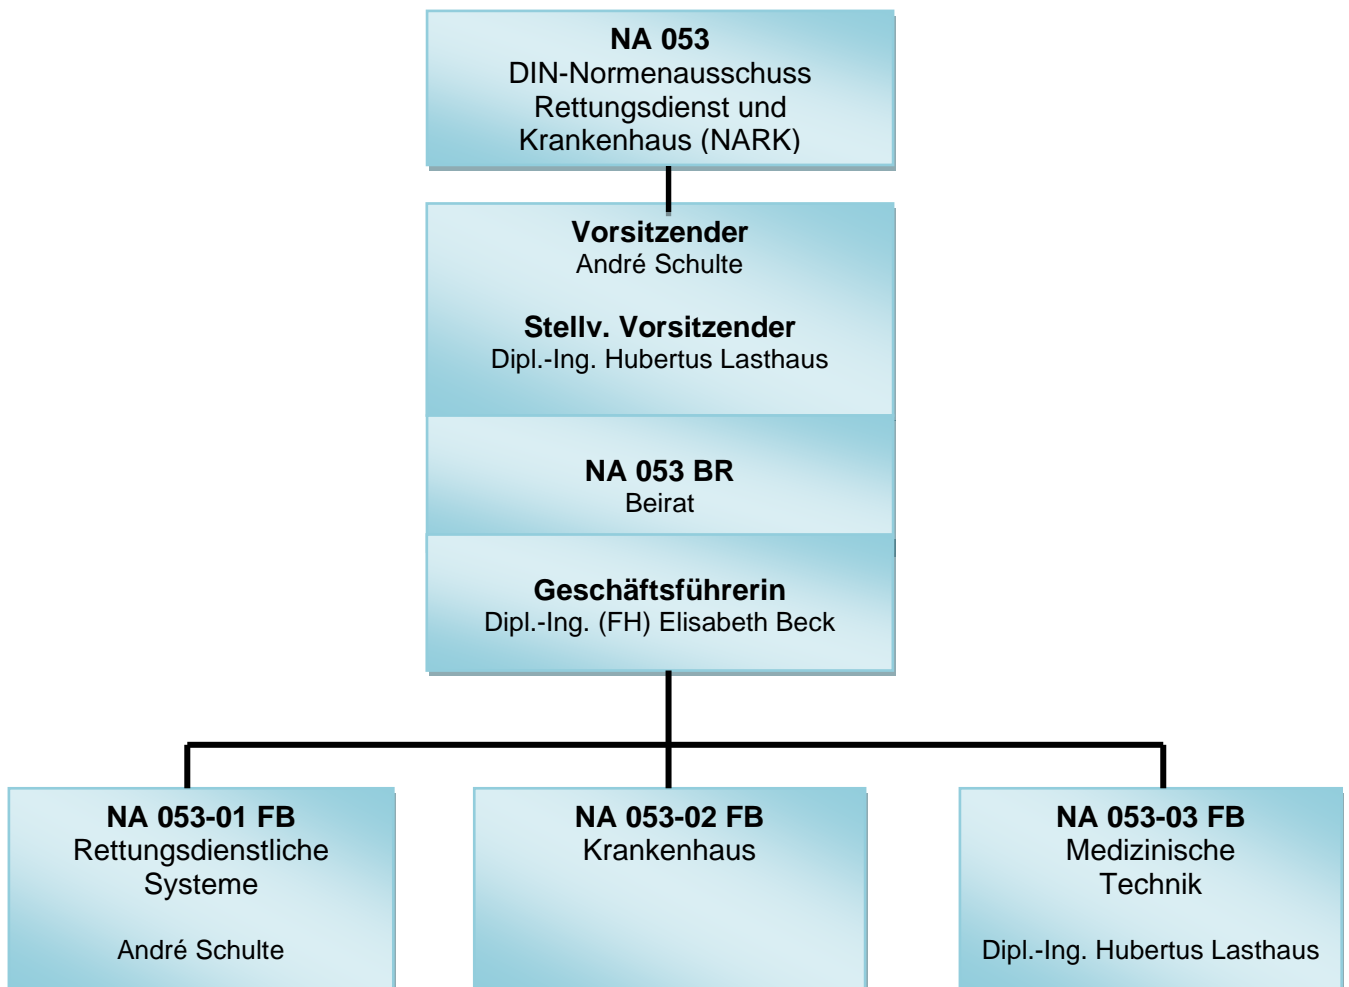 NA 053
DIN-Normenausschuss
Rettungsdienst und
Krankenhaus (NARK)
Vorsitzender
André Schulte
Stellv. Vorsitzender
Dipl.-Ing. Hubertus Lasthaus
NA 053 BR
Beirat
Geschäftsführerin
Dipl.-Ing. (FH) Elisabeth Beck
NA 053-01 FB
Rettungsdienstliche
Systeme
André Schulte
NA 053-02 FB
Krankenhaus
NA 053-03 FB
Medizinische
Technik
Dipl.-Ing. Hubertus Lasthaus